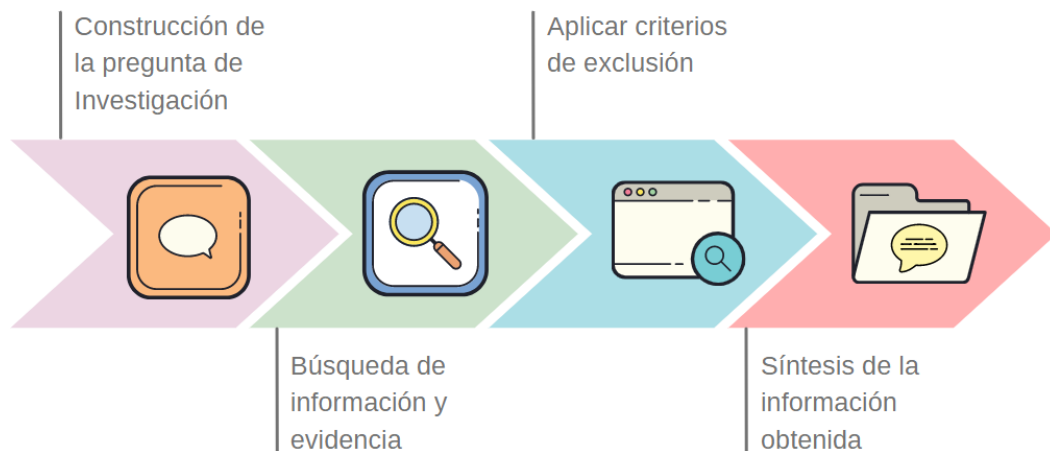 Construcción de
la pregunta de
Investigación
Búsqueda de
información y
evidencia
Aplicar criterios
de exclusión
Síntesis de la
información
obtenida